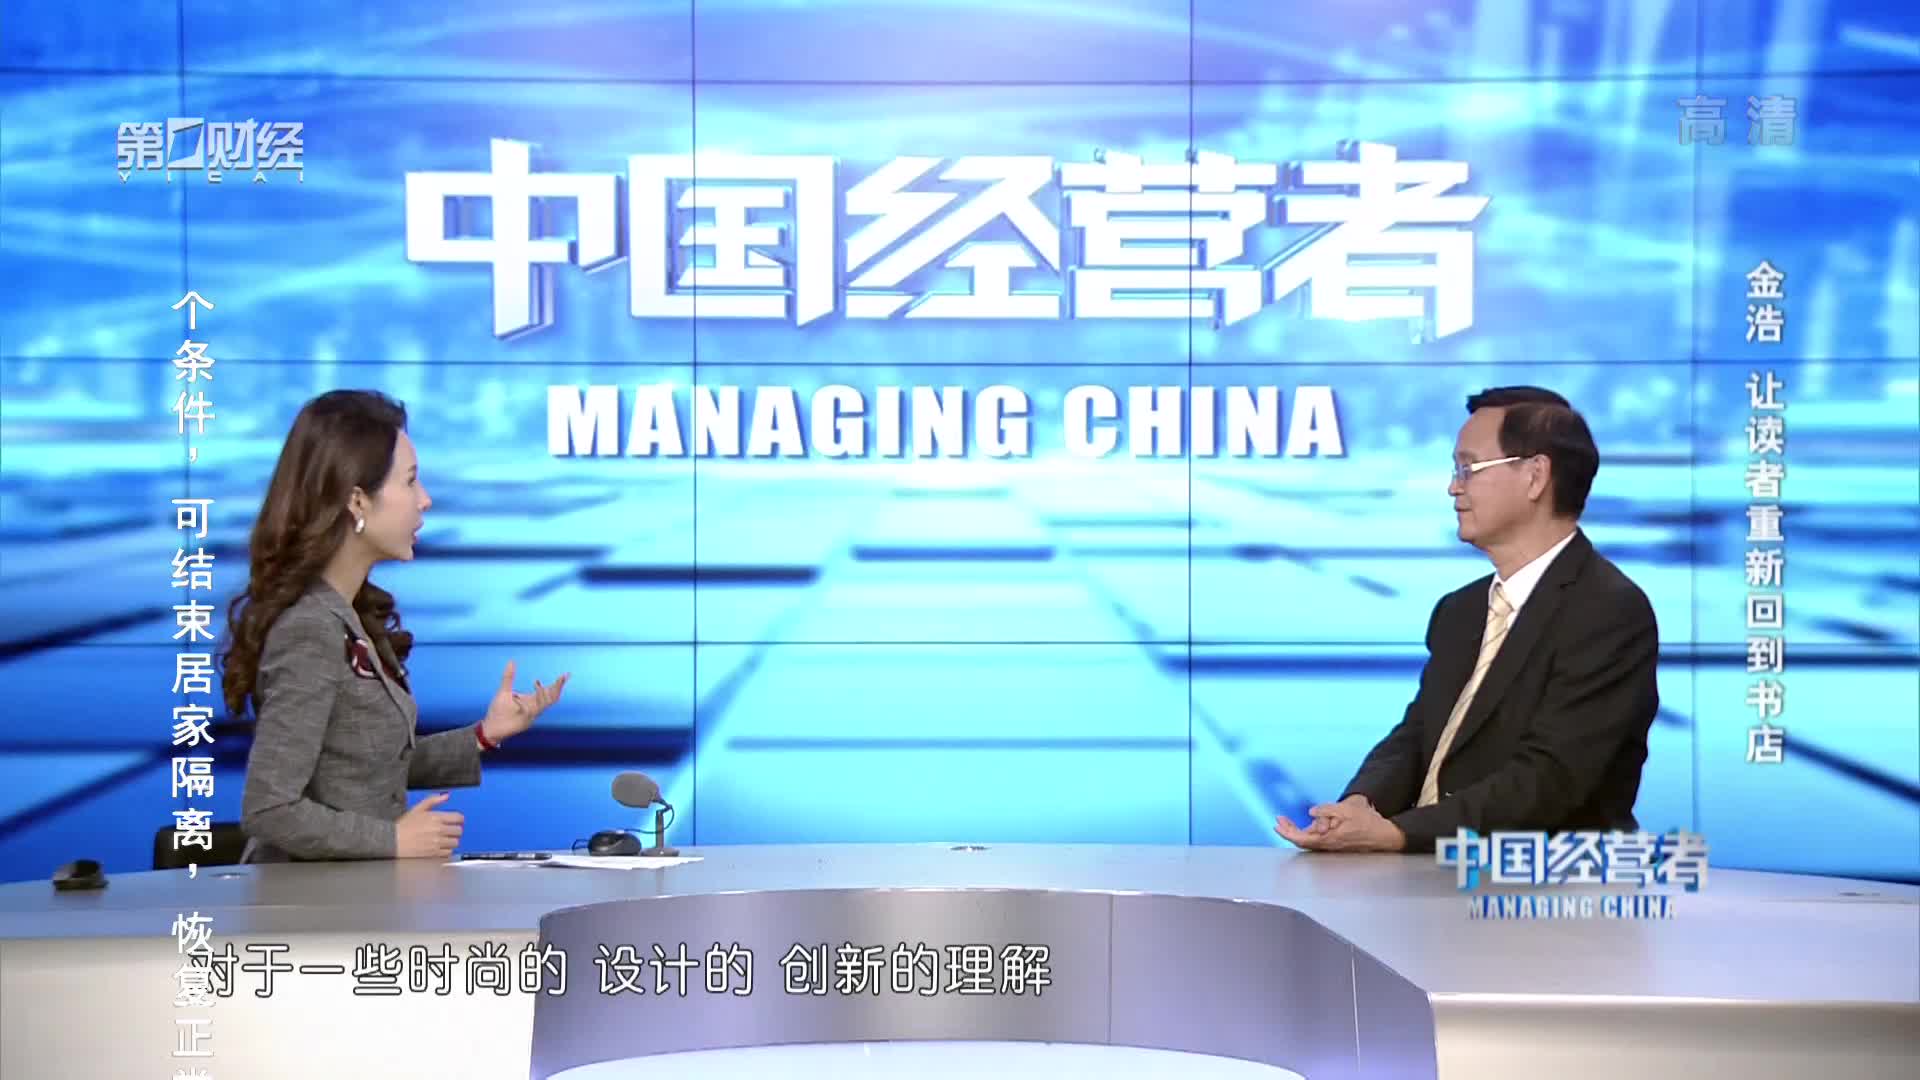 第一财经
YICAI
高清
中国经营者
MANAGING CHINA
金浩 让读者重新回到书店
个条件，可结束居家隔离，恢复正常
中国经营者
MANAGING CHINA
对于一些时尚的 设计的 创新的理解